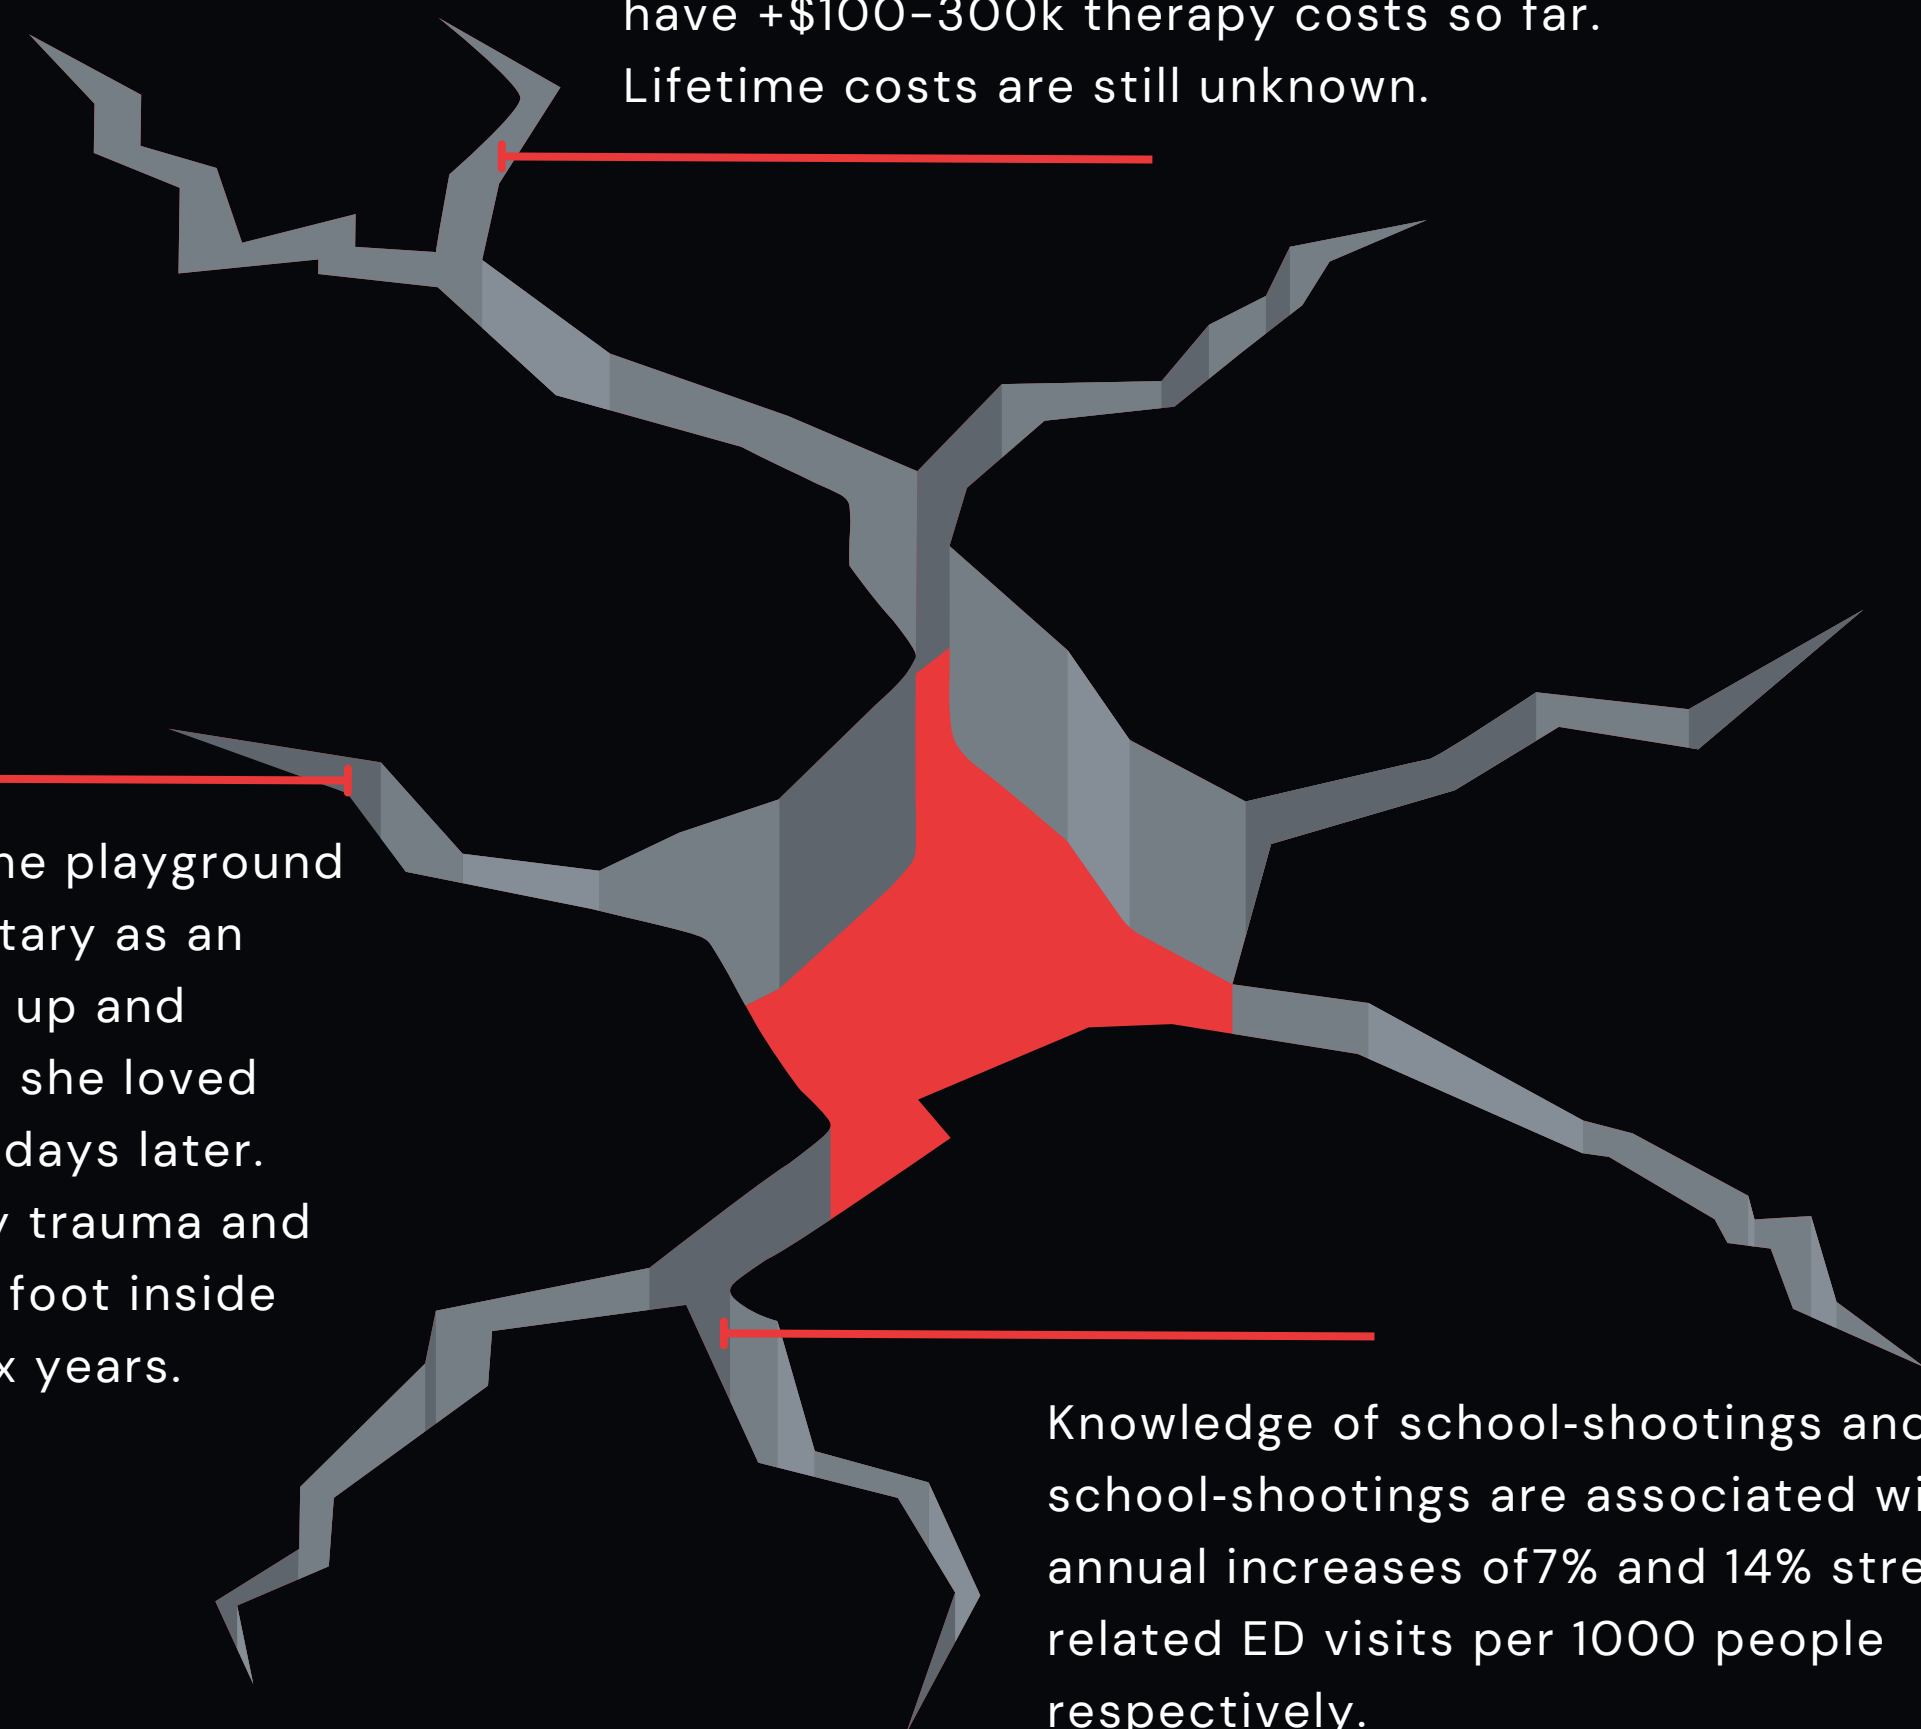 have +$100-300k therapy costs so far.
Lifetime costs are still unknown.
playground
tary as an
up and
she loved
days later.
trauma and
foot inside
years.
Knowledge of school-shootings and
school-shootings are associated wi
annual increases of7% and 14% stre
related ED visits per 1000 people
respectively.